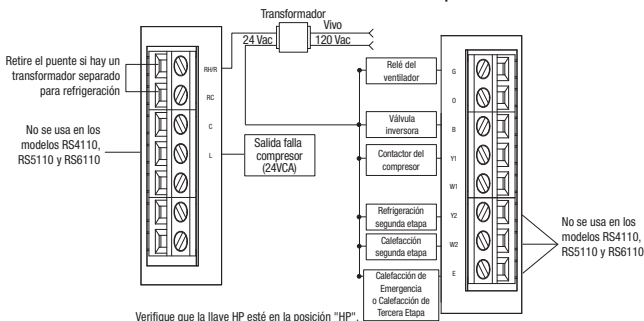 Transformador
Vivo
24 Vac
120 Vac
Retire el puente si hay un
transformador separado
para refrigeración
RH/R
RC
C
L
No se usa en los
modelos RS4110,
RS5110 y RS6110
Salida falla
compresor
(24VCA)
Relé del
ventilador
Válvula
inversora
Contactor del
compresor
Refrigeración
segunda etapa
Calefacción
segunda etapa
Calefacción de
Emergencia
o Calefacción de
Tercera Etapa
G
O
B
Y1
W1
Y2
W2
E
No se usa en los
modelos RS4110,
RS5110 y RS6110
Verifique que la llave HP esté en la posición "HP".